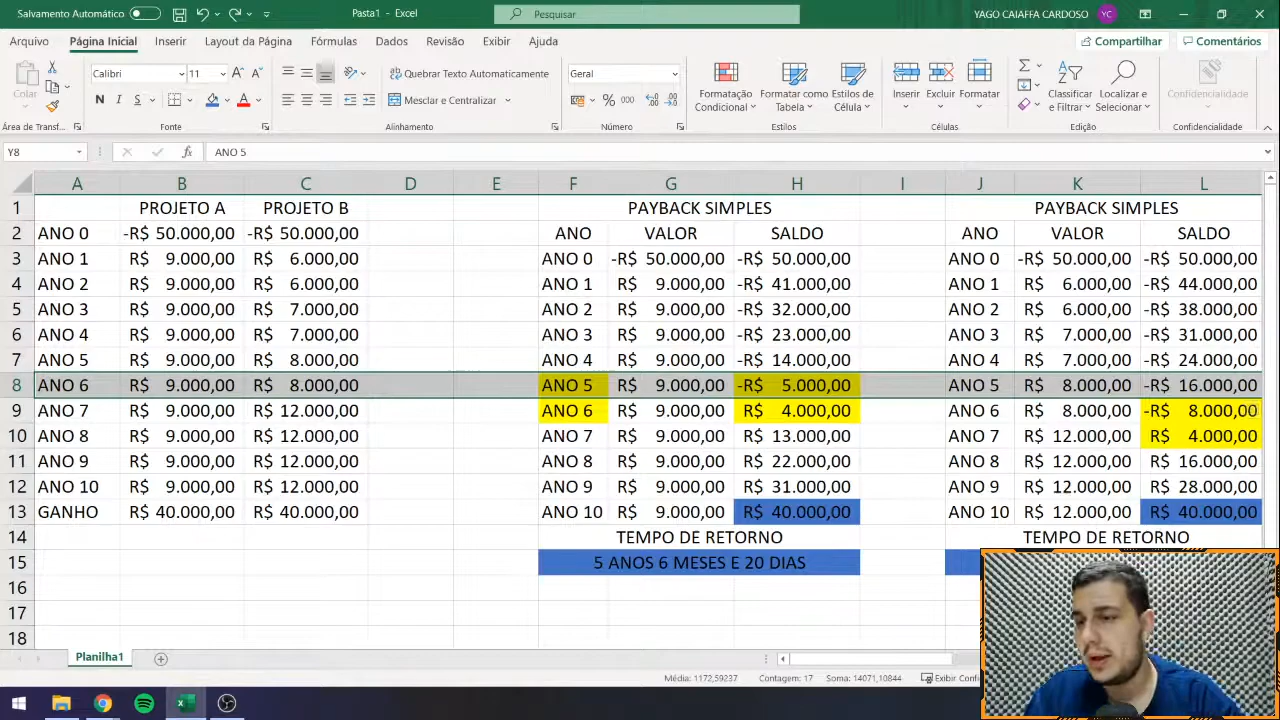 Salvamento Automático
Pasta1 - Excel
Pesquisar
YAGO CAIAFFA CARDOSO YC
Arquivo Página Inicial Inserir Layout da Página Fórmulas Dados Revisão Exibir Ajuda Compartilhar Comentários
Colar
Calibri 11
N I S
Quebrar Texto Automaticamente
Mesclar e Centralizar
Geral
% 000
Formatação Condicional
Formatar como Tabela
Estilos de Célula
Inserir Excluir Formatar
Classificar e Filtrar
Localizar e Selecionar
Confidencialidade
Área de Transf... Fonte Alinhamento Número Estilos Células Edição Confidencialidade
Y8 fx ANO 5
A B C D E F G H I J K L
1 PROJETO A PROJETO B PAYBACK SIMPLES PAYBACK SIMPLES
2 ANO 0 -R$ 50.000,00 -R$ 50.000,00 ANO VALOR SALDO ANO VALOR SALDO
3 ANO 1 R$ 9.000,00 R$ 6.000,00 ANO 0 -R$ 50.000,00 -R$ 50.000,00 ANO 0 -R$ 50.000,00 -R$ 50.000,00
4 ANO 2 R$ 9.000,00 R$ 6.000,00 ANO 1 R$ 9.000,00 -R$ 41.000,00 ANO 1 R$ 6.000,00 -R$ 44.000,00
5 ANO 3 R$ 9.000,00 R$ 7.000,00 ANO 2 R$ 9.000,00 -R$ 32.000,00 ANO 2 R$ 6.000,00 -R$ 38.000,00
6 ANO 4 R$ 9.000,00 R$ 7.000,00 ANO 3 R$ 9.000,00 -R$ 23.000,00 ANO 3 R$ 7.000,00 -R$ 31.000,00
7 ANO 5 R$ 9.000,00 R$ 8.000,00 ANO 4 R$ 9.000,00 -R$ 14.000,00 ANO 4 R$ 7.000,00 -R$ 24.000,00
8 ANO 6 R$ 9.000,00 R$ 8.000,00 ANO 5 R$ 9.000,00 -R$ 5.000,00 ANO 5 R$ 8.000,00 -R$ 16.000,00
9 ANO 7 R$ 9.000,00 R$ 12.000,00 ANO 6 R$ 9.000,00 R$ 4.000,00 ANO 6 R$ 8.000,00 -R$ 8.000,00
10 ANO 8 R$ 9.000,00 R$ 12.000,00 ANO 7 R$ 9.000,00 R$ 13.000,00 ANO 7 R$ 12.000,00 R$ 4.000,00
11 ANO 9 R$ 9.000,00 R$ 12.000,00 ANO 8 R$ 9.000,00 R$ 22.000,00 ANO 8 R$ 12.000,00 R$ 16.000,00
12 ANO 10 R$ 9.000,00 R$ 12.000,00 ANO 9 R$ 9.000,00 R$ 31.000,00 ANO 9 R$ 12.000,00 R$ 28.000,00
13 GANHO R$ 40.000,00 R$ 40.000,00 ANO 10 R$ 9.000,00 R$ 40.000,00 ANO 10 R$ 12.000,00 R$ 40.000,00
14 TEMPO DE RETORNO TEMPO DE RETORNO
15 5 ANOS 6 MESES E 20 DIAS
16
17
18
Planilha1
Média: 1172,59237 Contagem: 17 Soma: 14071,10844 Exibir Confi